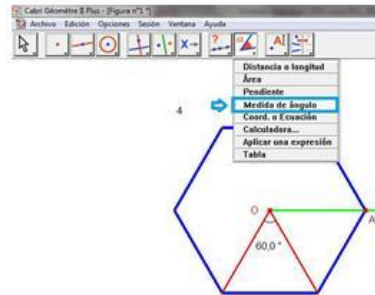 Cabri Géomètre II Plus - [Figura n°1 *]
Archivo Edición Opciones Sesión Ventana Ayuda
Distancia o longitud
Área
Pendiente
Medida de ángulo
Coord. o Ecuación
Calculadora...
Aplicar una expresión
Tabla
4
O
A
60,0 °